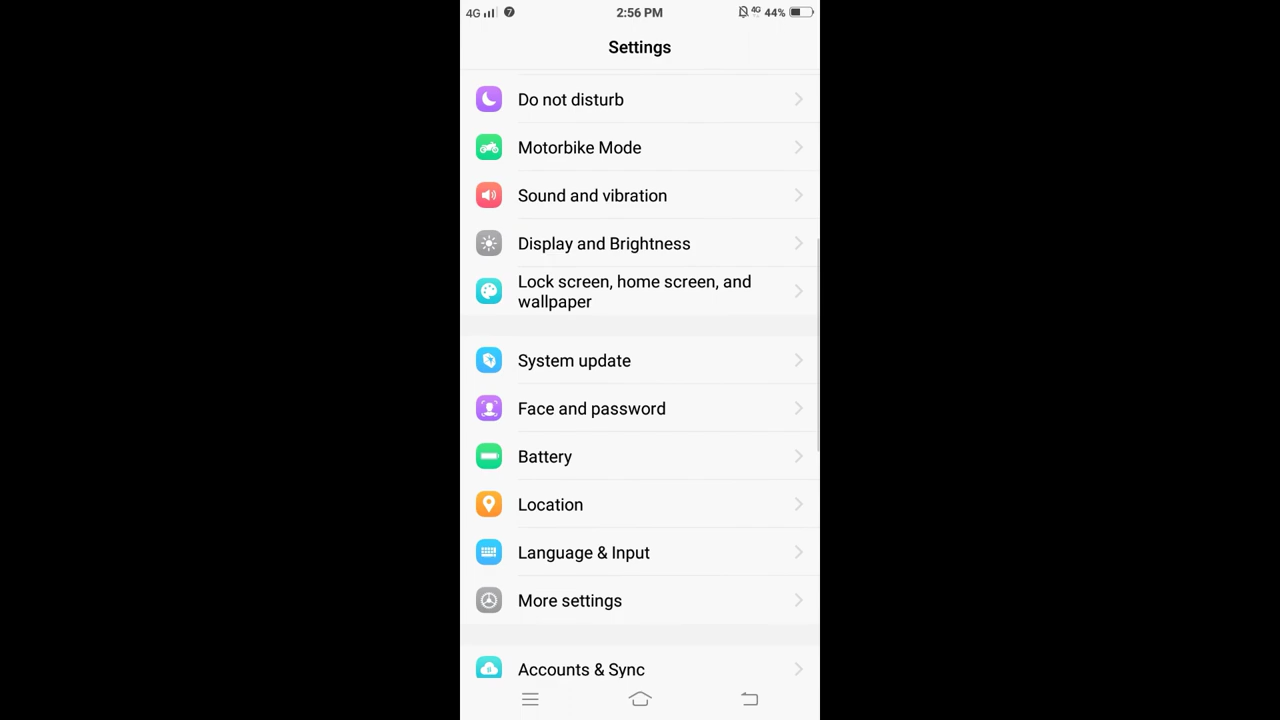 4G 7 2:56 PM 4G 44%
Settings
Do not disturb
Motorbike Mode
Sound and vibration
Display and Brightness
Lock screen, home screen, and
wallpaper
System update
Face and password
Battery
Location
Language & Input
More settings
Accounts & Sync